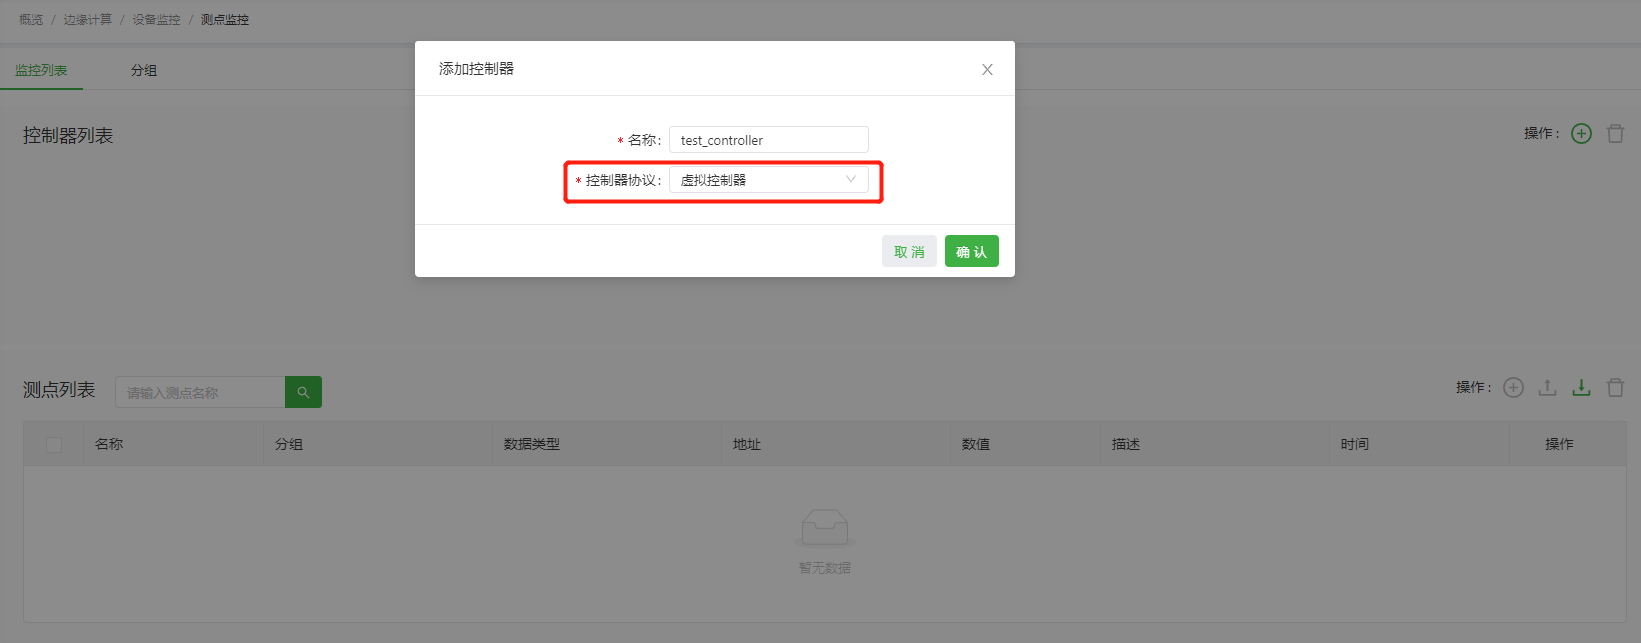 概览 / 边缘计算 / 设备监控 / 测点监控
监控列表 分组
添加控制器
控制器列表
操作：
* 名称： test_controller
* 控制器协议： 虚拟控制器
取 消 确 认
测点列表 请输入测点名称
操作：
名称 分组 数据类型 地址 数值 描述 时间 操作
暂无数据